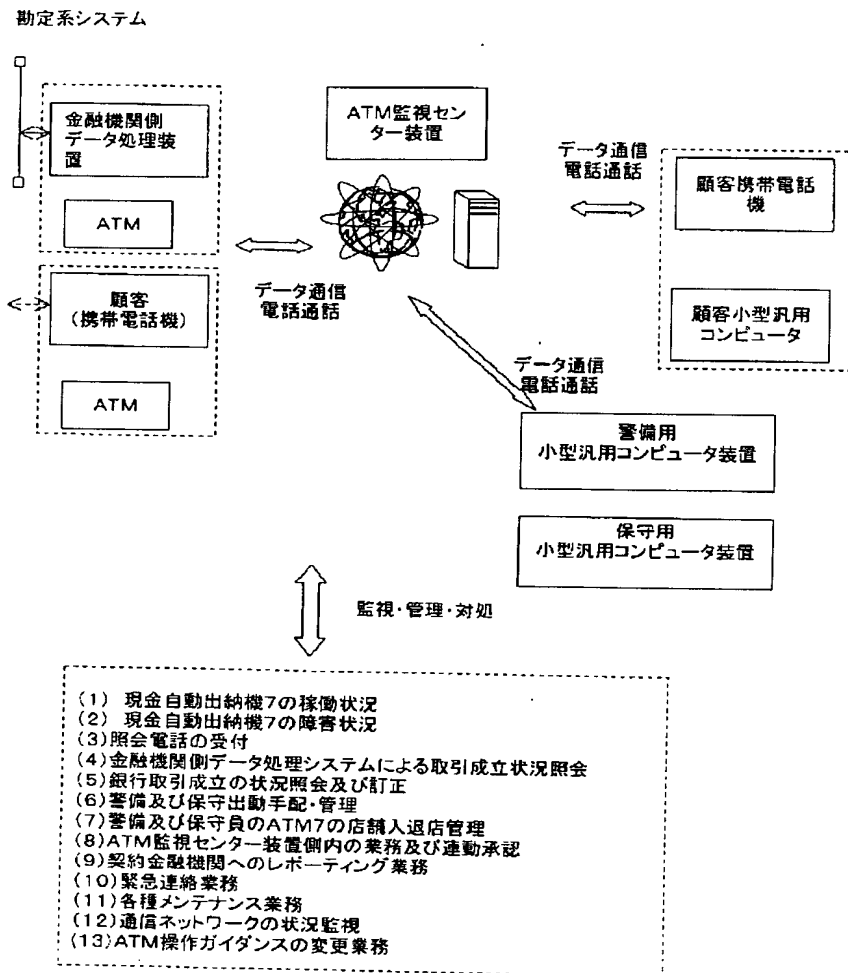 勘定系システム
金融機関側
データ処理装
置
ATM
顧客
(携帯電話機)
ATM
データ通信
電話通話
ATM監視セン
ター装置
データ通信
電話通話
顧客携帯電話
機
顧客小型汎用
コンピュータ
データ通信
電話通話
警備用
小型汎用コンピュータ装置
保守用
小型汎用コンピュータ装置
監視・管理・対処
(1) 現金自動出納機7の稼働状況
(2) 現金自動出納機7の障害状況
(3)照会電話の受付
(4)金融機関側データ処理システムによる取引成立状況照会
(5)銀行取引成立の状況照会及び訂正
(6)警備及び保守出動手配・管理
(7)警備及び保守員のATM7の店舗入退店管理
(8)ATM監視センター装置側内の業務及び連動承認
(9)契約金融機関へのレポーティング業務
(10)緊急連絡業務
(11)各種メンテナンス業務
(12)通信ネットワークの状況監視
(13)ATM操作ガイダンスの変更業務